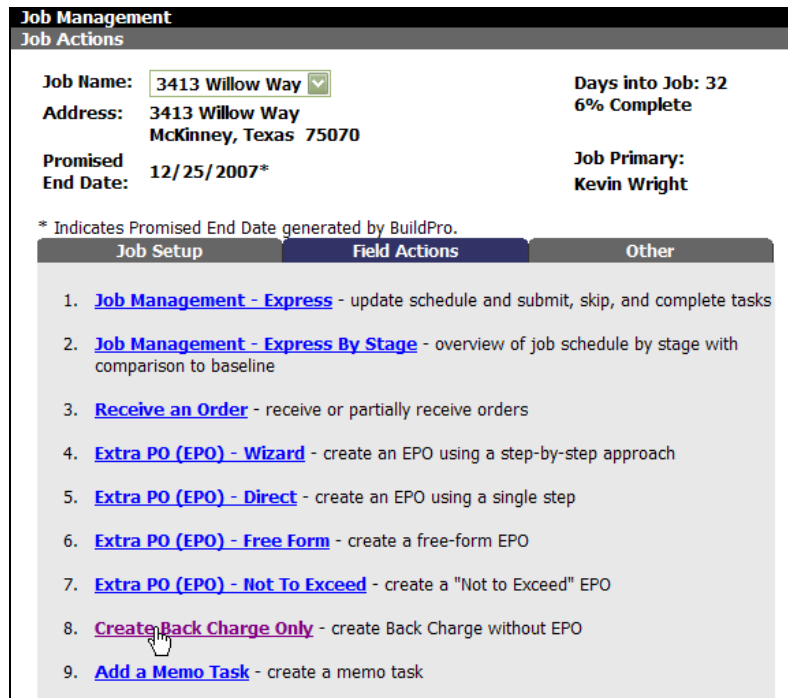 Job Management
Job Actions
Job Name: 3413 Willow Way
Days into Job: 32
6% Complete
Address: 3413 Willow Way
McKinney, Texas 75070
Promised
End Date: 12/25/2007*
Job Primary:
Kevin Wright
* Indicates Promised End Date generated by BuildPro.
Job Setup Field Actions Other
1. Job Management - Express - update schedule and submit, skip, and complete tasks
2. Job Management - Express By Stage - overview of job schedule by stage with
comparison to baseline
3. Receive an Order - receive or partially receive orders
4. Extra PO (EPO) - Wizard - create an EPO using a step-by-step approach
5. Extra PO (EPO) - Direct - create an EPO using a single step
6. Extra PO (EPO) - Free Form - create a free-form EPO
7. Extra PO (EPO) - Not To Exceed - create a "Not to Exceed" EPO
8. Create Back Charge Only - create Back Charge without EPO
9. Add a Memo Task - create a memo task